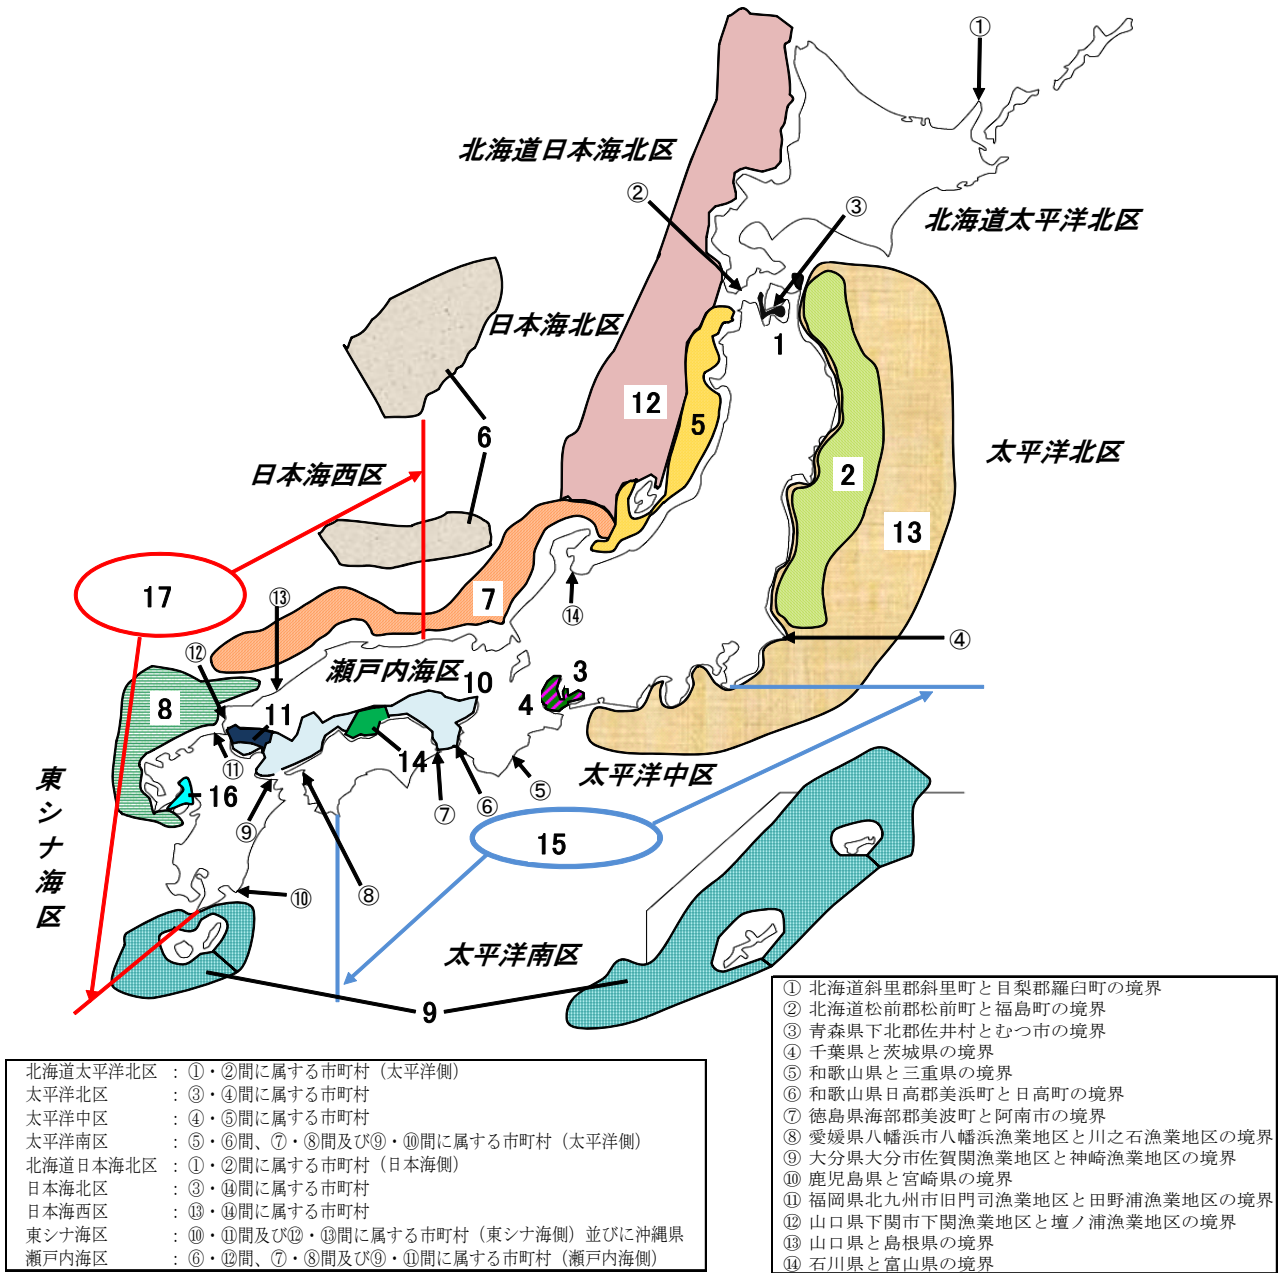 ①
北海道日本海北区
②
③
北海道太平洋北区
日本海北区
1
12
5
6
太平洋北区
日本海西区
2
13
17
7
⑬
⑭
④
⑫
瀬戸内海区
3
10
4
8
11
14
太平洋中区
⑪
東シナ海区
16
⑤
⑥
⑦
⑨
15
⑧
⑩
太平洋南区
9
北海道太平洋北区 : ①・②間に属する市町村（太平洋側）
太平洋北区 : ③・④間に属する市町村
太平洋中区 : ④・⑤間に属する市町村
太平洋南区 : ⑤・⑥間、⑦・⑧間及び⑨・⑩間に属する市町村（太平洋側）
北海道日本海北区 : ①・②間に属する市町村（日本海側）
日本海北区 : ③・⑭間に属する市町村
日本海西区 : ⑬・⑭間に属する市町村
東シナ海区 : ⑩・⑪間及び⑫・⑬間に属する市町村（東シナ海側）並びに沖縄県
瀬戸内海区 : ⑥・⑫間、⑦・⑧間及び⑨・⑪間に属する市町村（瀬戸内海側）
① 北海道斜里郡斜里町と目梨郡羅臼町の境界
② 北海道松前郡松前町と福島町の境界
③ 青森県下北郡佐井村とむつ市の境界
④ 千葉県と茨城県の境界
⑤ 和歌山県と三重県の境界
⑥ 和歌山県日高郡美浜町と日高町の境界
⑦ 徳島県海部郡美波町と阿南市の境界
⑧ 愛媛県八幡浜市八幡浜漁業地区と川之石漁業地区の境界
⑨ 大分県大分市佐賀関漁業地区と神崎漁業地区の境界
⑩ 鹿児島県と宮崎県の境界
⑪ 福岡県北九州市旧門司漁業地区と田野浦漁業地区の境界
⑫ 山口県下関市下関漁業地区と壇ノ浦漁業地区の境界
⑬ 山口県と島根県の境界
⑭ 石川県と富山県の境界